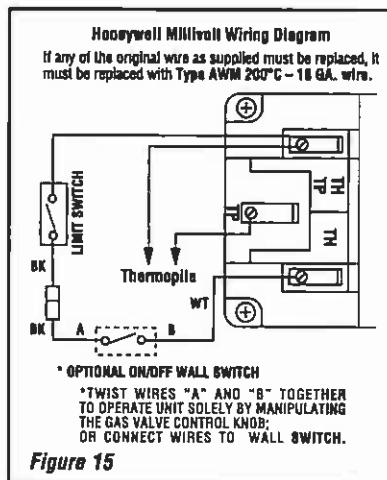 Honeywell Millivolt Wiring Diagram
If any of the original wire as supplied must be replaced, it
must be replaced with Type AWM 200°C – 18 GA. wire.
LIMIT SWITCH
TH
TP
TP
TH
BK
Thermopile
WT
BK A B
* OPTIONAL ON/OFF WALL SWITCH
*TWIST WIRES "A" AND "B" TOGETHER
TO OPERATE UNIT SOLELY BY MANIPULATING
THE GAS VALVE CONTROL KNOB;
OR CONNECT WIRES TO WALL SWITCH.
Figure 15